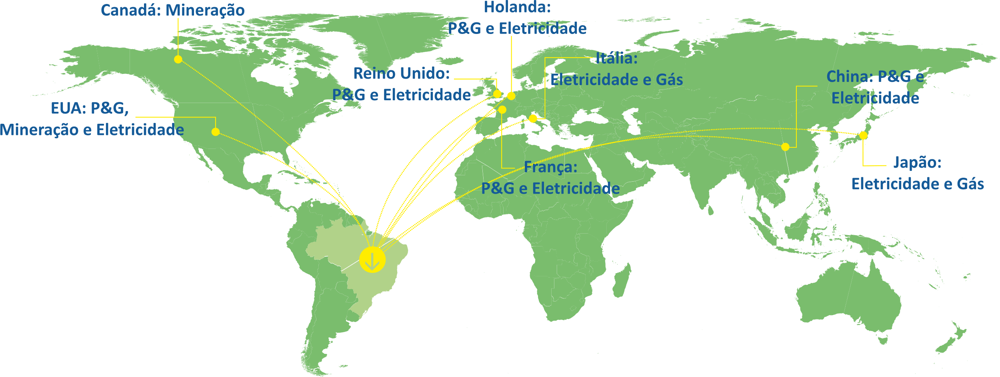 Canadá: Mineração
Holanda:
P&G e Eletricidade
Itália:
Eletricidade e Gás
Reino Unido:
P&G e Eletricidade
China: P&G e
Eletricidade
EUA: P&G,
Mineração e Eletricidade
França:
P&G e Eletricidade
Japão:
Eletricidade e Gás